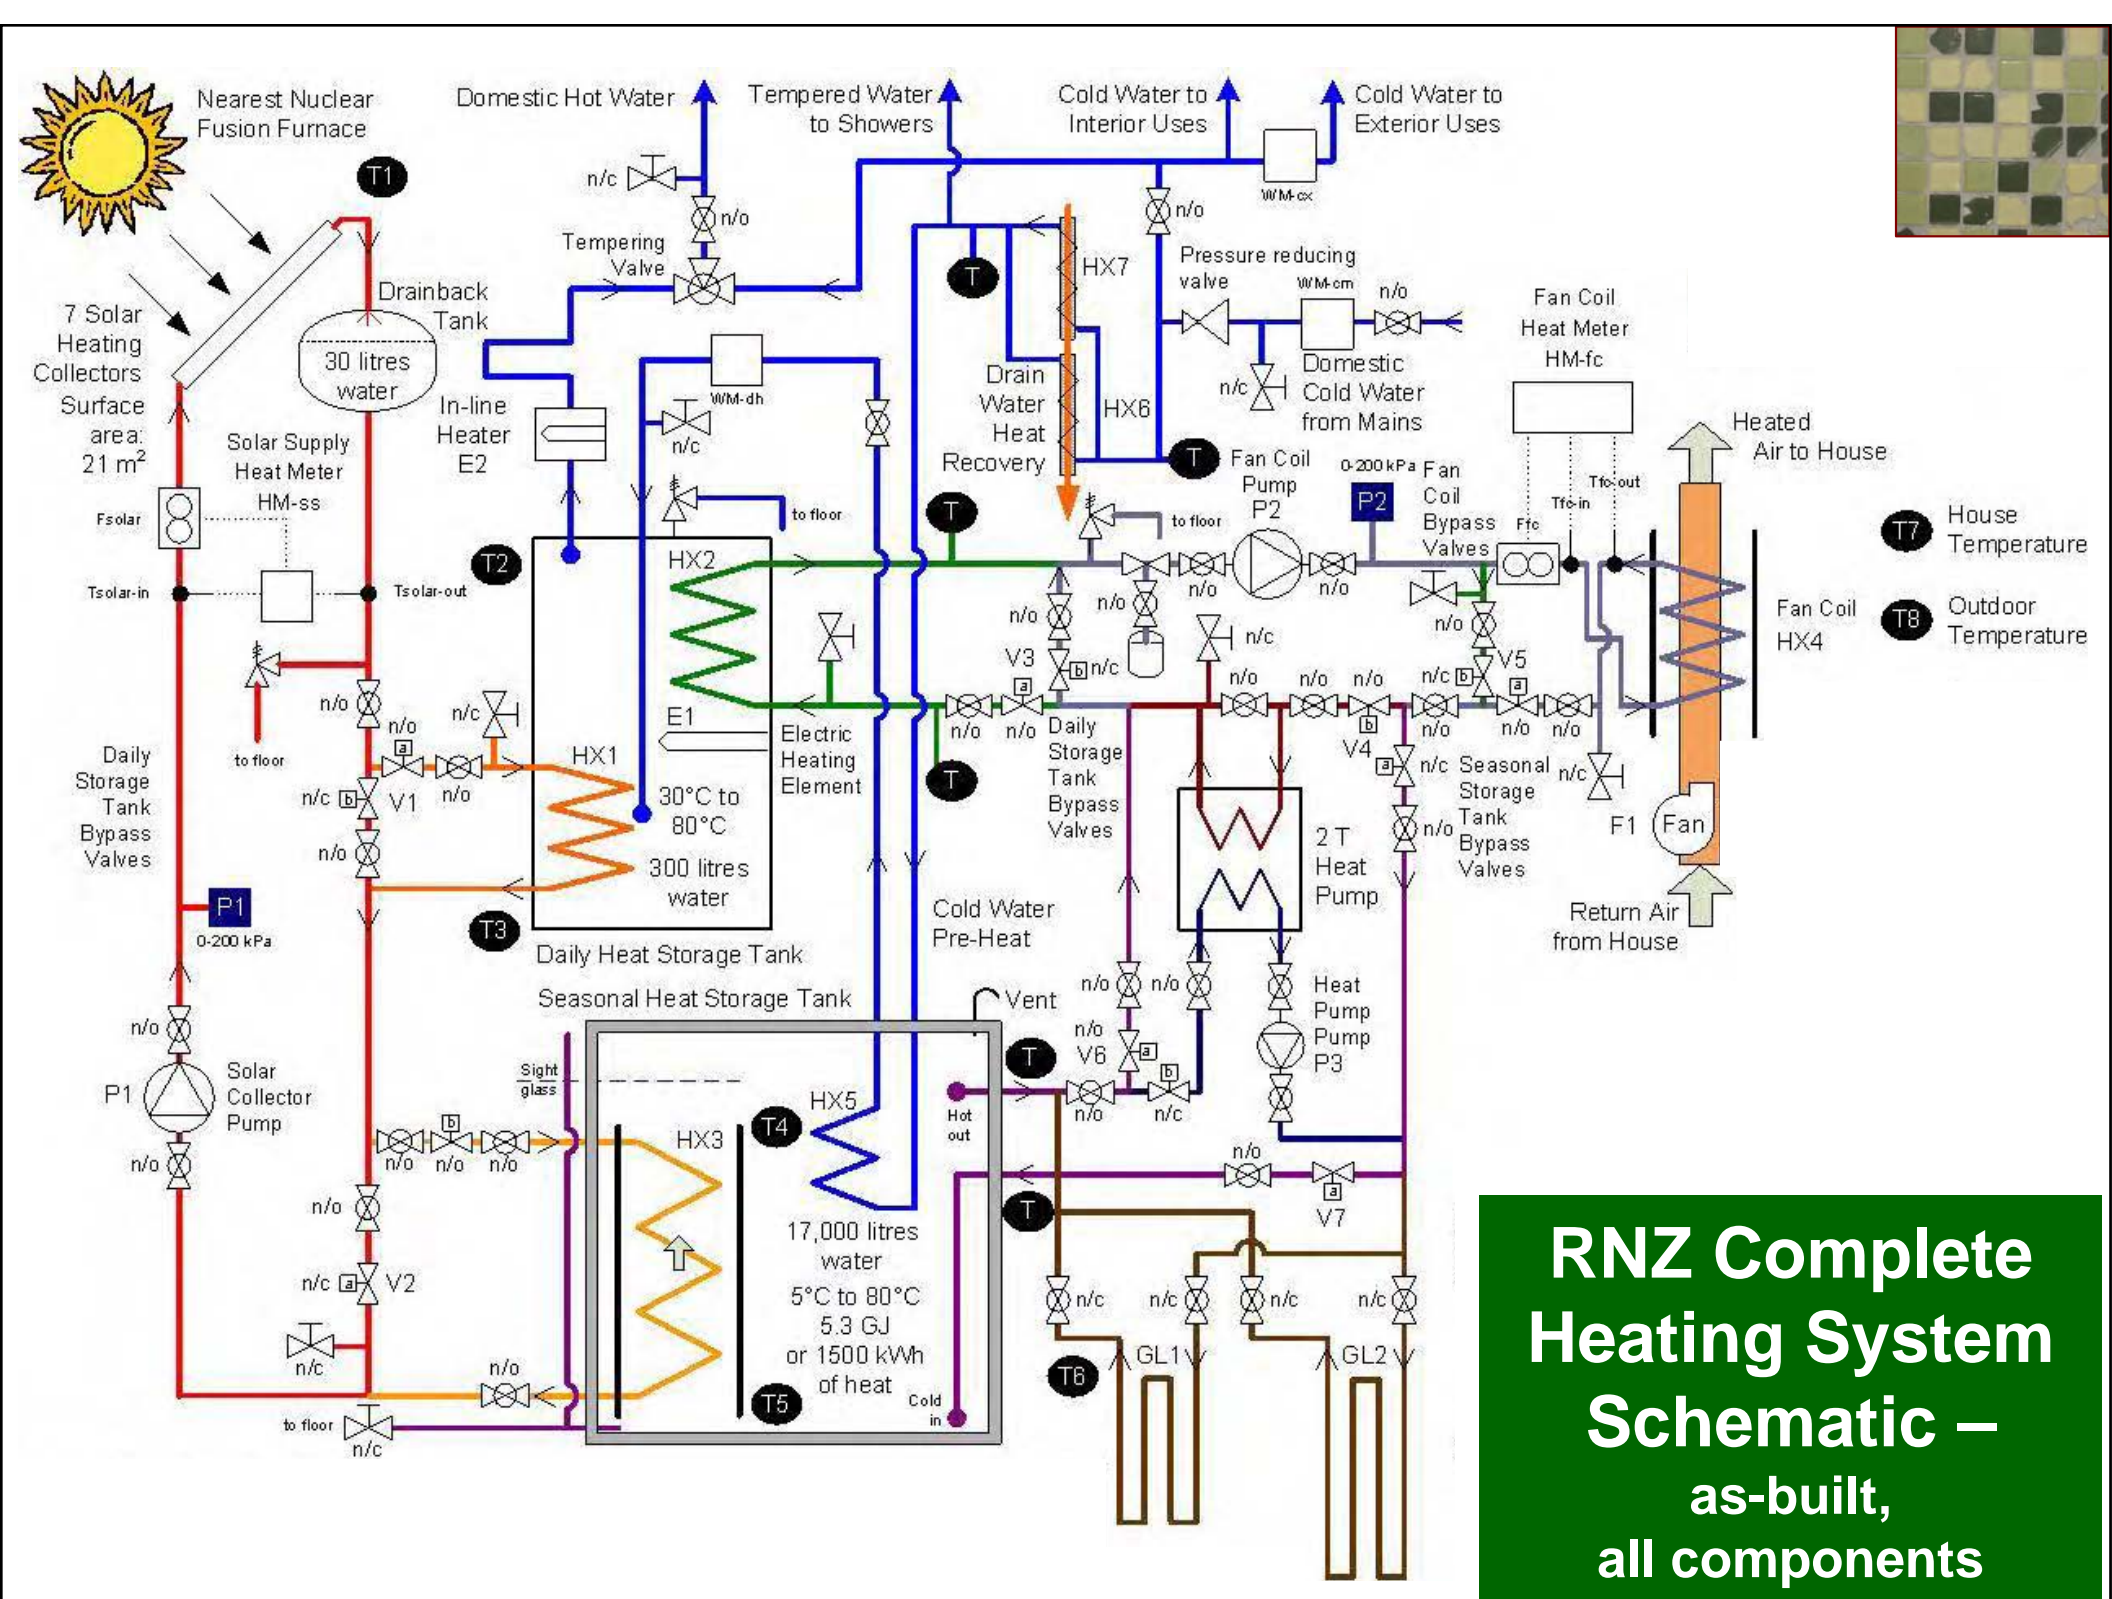 Nearest Nuclear
Fusion Furnace
T1
Domestic Hot Water
Tempered Water
to Showers
Cold Water to
Interior Uses
Cold Water to
Exterior Uses
WM-cx
n/c
n/o
n/o
Tempering
Valve
T
HX7
Pressure reducing
valve
WM-cm
n/o
Fan Coil
Heat Meter
HM-fc
7 Solar
Heating
Collectors
Surface
area:
21 m²
Drainback
Tank
30 litres
water
In-line
Heater
E2
WM-dh
n/c
Drain
Water
Heat
Recovery
HX6
n/c
Domestic
Cold Water
from Mains
T
Solar Supply
Heat Meter
HM-ss
Fsolar
Tsolar-in
Tsolar-out
T2
to floor
HX2
T
to floor
Fan Coil
Pump
P2
0-200 kPa
P2
Fan
Coil
Bypass
Valves
Ffc
Tfc-in
Tfc-out
Heated
Air to House
T7
House
Temperature
T8
Outdoor
Temperature
Fan Coil
HX4
n/o
n/o
n/o
n/o
n/o
V3
b
n/c
n/c
V5
n/c
b
a
a
n/o
n/o
n/o
n/o
n/o
n/o
b
V4
n/o
n/o
n/o
to floor
n/o
n/o
a
n/c
n/c
b
V1
n/o
n/o
Daily
Storage
Tank
Bypass
Valves
HX1
E1
Electric
Heating
Element
30°C to
80°C
300 litres
water
T
Daily
Storage
Tank
Bypass
Valves
a
n/c
n/o
Seasonal
Storage
Tank
Bypass
Valves
n/c
F1
Fan
2 T
Heat
Pump
Return Air
from House
P1
0-200 kPa
T3
Daily Heat Storage Tank
Cold Water
Pre-Heat
Seasonal Heat Storage Tank
Vent
n/o
n/o
Heat
Pump
Pump
P3
n/o
V6
a
b
n/o
n/c
n/o
P1
Solar
Collector
Pump
n/o
Sight
glass
T
Hot
out
HX5
T4
HX3
b
n/o
n/o
n/o
n/o
n/o
a
V7
T
n/c
a
V2
n/c
17,000 litres
water
5°C to 80°C
5.3 GJ
or 1500 kWh
of heat
n/c
n/c
n/c
n/c
T6
GL1
GL2
n/o
T5
Cold
in
to floor
n/c
RNZ Complete
Heating System
Schematic –
as-built,
all components